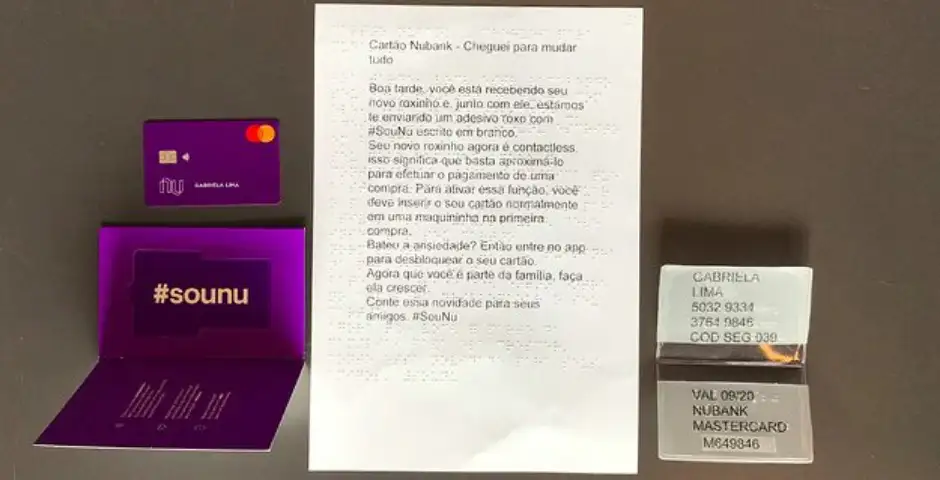 nu GABRIELA LIMA
#sounu
Cartão Nubank - Cheguei para mudar
tudo
Boa tarde, você está recebendo seu
novo roxinho e, junto com ele, estamos
te enviando um adesivo roxo com
#SouNu escrito em branco.
Seu novo roxinho agora é contactless,
isso significa que basta aproximá-lo
para efetuar o pagamento de uma
compra. Para ativar essa função, você
deve inserir o seu cartão normalmente
em uma maquininha na primeira
compra.
Bateu a ansiedade? Então entre no app
para desbloquear o seu cartão.
Agora que você é parte da família, faça
ela crescer.
Conte essa novidade para seus
amigos. #SouNu
GABRIELA
LIMA
5032 9334
3764 9846
COD SEG 039
VAL 09/20
NUBANK
MASTERCARD
M649846